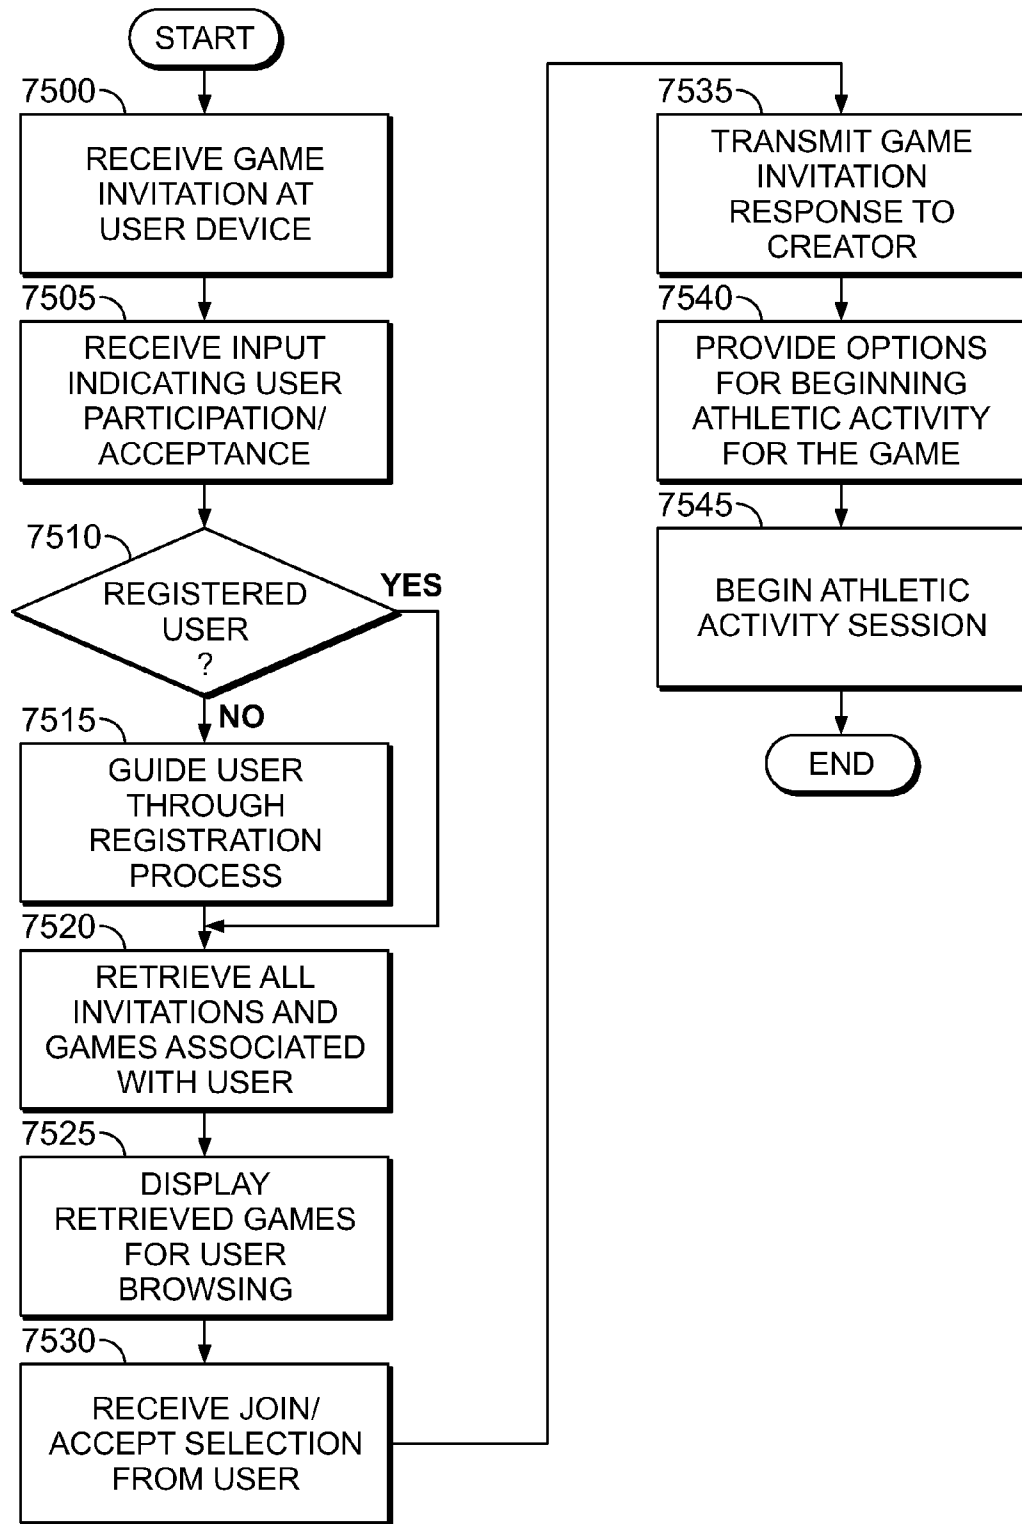 START
7500
RECEIVE GAME
INVITATION AT
USER DEVICE
7505
RECEIVE INPUT
INDICATING USER
PARTICIPATION/
ACCEPTANCE
7510
REGISTERED
USER
?
YES
NO
7515
GUIDE USER
THROUGH
REGISTRATION
PROCESS
7520
RETRIEVE ALL
INVITATIONS AND
GAMES ASSOCIATED
WITH USER
7525
DISPLAY
RETRIEVED GAMES
FOR USER
BROWSING
7530
RECEIVE JOIN/
ACCEPT SELECTION
FROM USER
7535
TRANSMIT GAME
INVITATION
RESPONSE TO
CREATOR
7540
PROVIDE OPTIONS
FOR BEGINNING
ATHLETIC ACTIVITY
FOR THE GAME
7545
BEGIN ATHLETIC
ACTIVITY SESSION
END